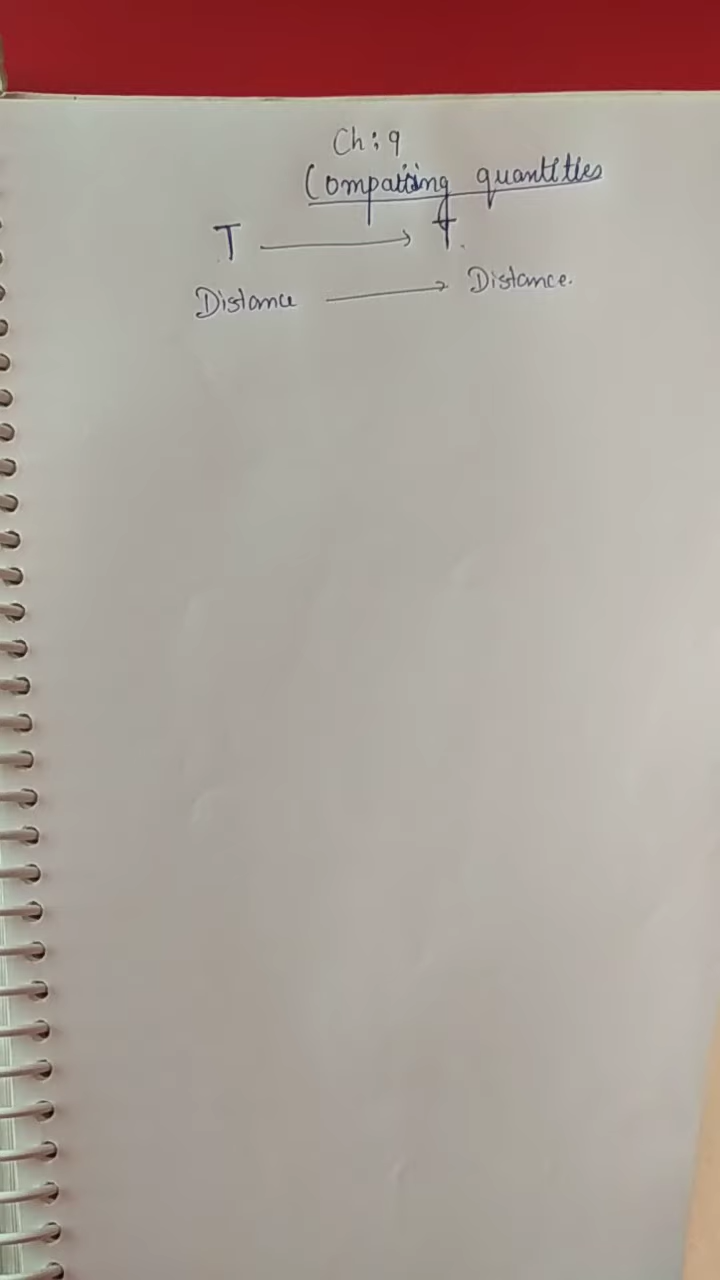 Ch: 9
Comparing quantities
T → T.
Distance → Distance.